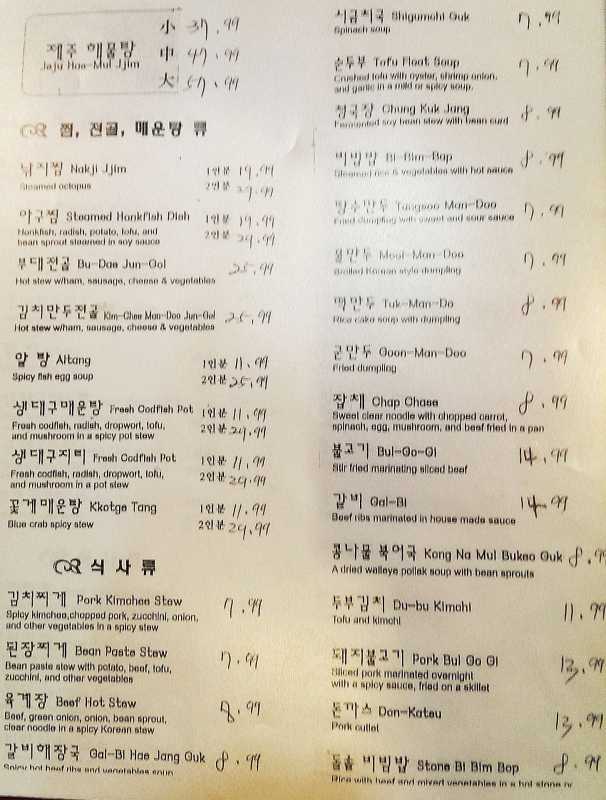 제주 해물탕
Jaju Hae-Mul Jjim
小 37.99
中 47.99
大 57.99
찜, 전골, 매운탕 류
낙지찜 Nakji Jjim 1인분 19.99
Steamed octopus 2인분 29.99
아구찜 Steamed Monkfish Dish 1인분 19.99
Monkfish, radish, potato, tofu, and 2인분 29.99
bean sprout steamed in soy sauce
부대전골 Bu-Dae Jun-Gol 25.99
Hot stew w/ham, sausage, cheese & vegetables
김치만두전골 Kim-Chee Man-Doo Jun-Gol 25.99
Hot stew w/ham, sausage, cheese & vegetables
알 탕 Altang 1인분 11.99
Spicy fish egg soup 2인분 25.99
생대구매운탕 Fresh Codfish Pot 1인분 11.99
Fresh codfish, radish, dropwort, tofu, 2인분 29.99
and mushroom in a spicy pot stew
생대구지리 Fresh Codfish Pot 1인분 11.99
Fresh codfish, radish, dropwort, tofu, 2인분 29.99
and mushroom in a pot stew
꽃게매운탕 Kkotge Tang 1인분 11.99
Blue crab spicy stew 2인분 29.99
식 사 류
김치찌개 Pork Kimchee Stew 7.99
Spicy kimchee,chopped pork, zucchini, onion,
and other vegetables in a spicy stew
된장찌개 Bean Paste Stew 7.99
Bean paste stew with potato, beef, tofu,
zucchini, and other vegetables
육개장 Beef Hot Stew 8.99
Beef, green onion, onion, bean sprout,
clear noodle in a spicy Korean stew
갈비해장국 Gal-Bi Hae Jang Guk 8.99
Spicy hot beef ribs and vegetables soup
시금치국 Shigumchi Guk 7.99
Spinach soup
순두부 Tofu Float Soup 7.99
Crushed tofu with oyster, shrimp onion,
and garlic in a mild or spicy soup.
청국장 Chung Kuk Jang 8.99
Fermented soy bean stew with bean curd
비빔밥 Bi-Bim-Bop 8.99
Steamed rice & vegetables with hot sauce
탕수만두 Tangsoo Man-Doo 7.99
Fried dumpling with sweet and sour sauce
물만두 Mool-Man-Doo 7.99
Boiled Korean style dumpling
떡만두 Tuk-Man-Do 8.99
Rice cake soup with dumpling
군만두 Goon-Man-Doo 7.99
Fried dumpling
잡채 Chap Chase 8.99
Sweet clear noodle with chopped carrot,
spinach, egg, mushroom, and beef fried in a pan
불고기 Bul-Go-Gi 14.99
Stir fried marinating sliced beef
갈비 Gal-Bi 14.99
Beef ribs marinated in house made sauce
콩나물 북어국 Kong Na Mul Bukeo Guk 8.99
A dried walleye pollak soup with bean sprouts
두부김치 Du-bu Kimchi 11.99
Tofu and kimchi
돼지불고기 Pork Bul Go Gi 13.99
Sliced pork marinated overnight
with a spicy sauce, fried on a skillet
돈까스 Don-Katsu 13.99
Pork cutlet
돌솥 비빔밥 Stone Bi Bim Bop 8.99
Rice with beef and mixed vegetables in a hot stone